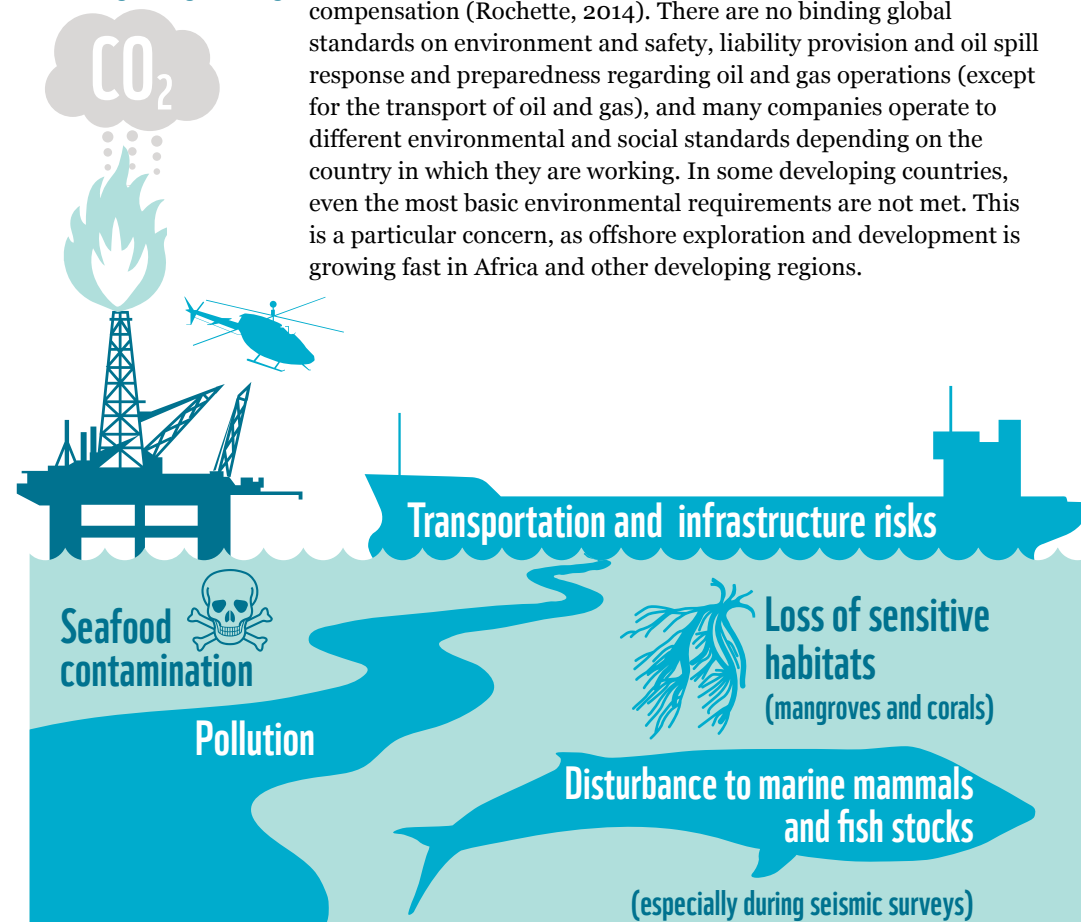 compensation (Rochette, 2014). There are no binding global
standards on environment and safety, liability provision and oil spill
response and preparedness regarding oil and gas operations (except
for the transport of oil and gas), and many companies operate to
different environmental and social standards depending on the
country in which they are working. In some developing countries,
even the most basic environmental requirements are not met. This
is a particular concern, as offshore exploration and development is
growing fast in Africa and other developing regions.
CO₂
Transportation and infrastructure risks
Seafood
contamination
Loss of sensitive
habitats
(mangroves and corals)
Pollution
Disturbance to marine mammals
and fish stocks
(especially during seismic surveys)